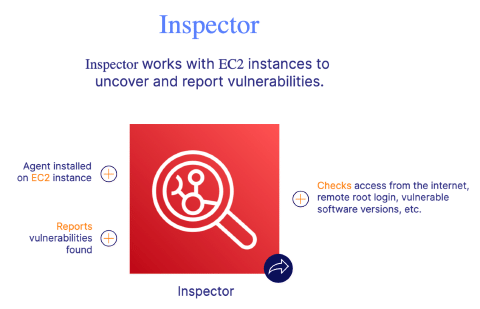 Inspector
Inspector works with EC2 instances to
uncover and report vulnerabilities.
Agent installed
on EC2 instance
Reports
vulnerabilities
found
Checks access from the internet,
remote root login, vulnerable
software versions, etc.
Inspector